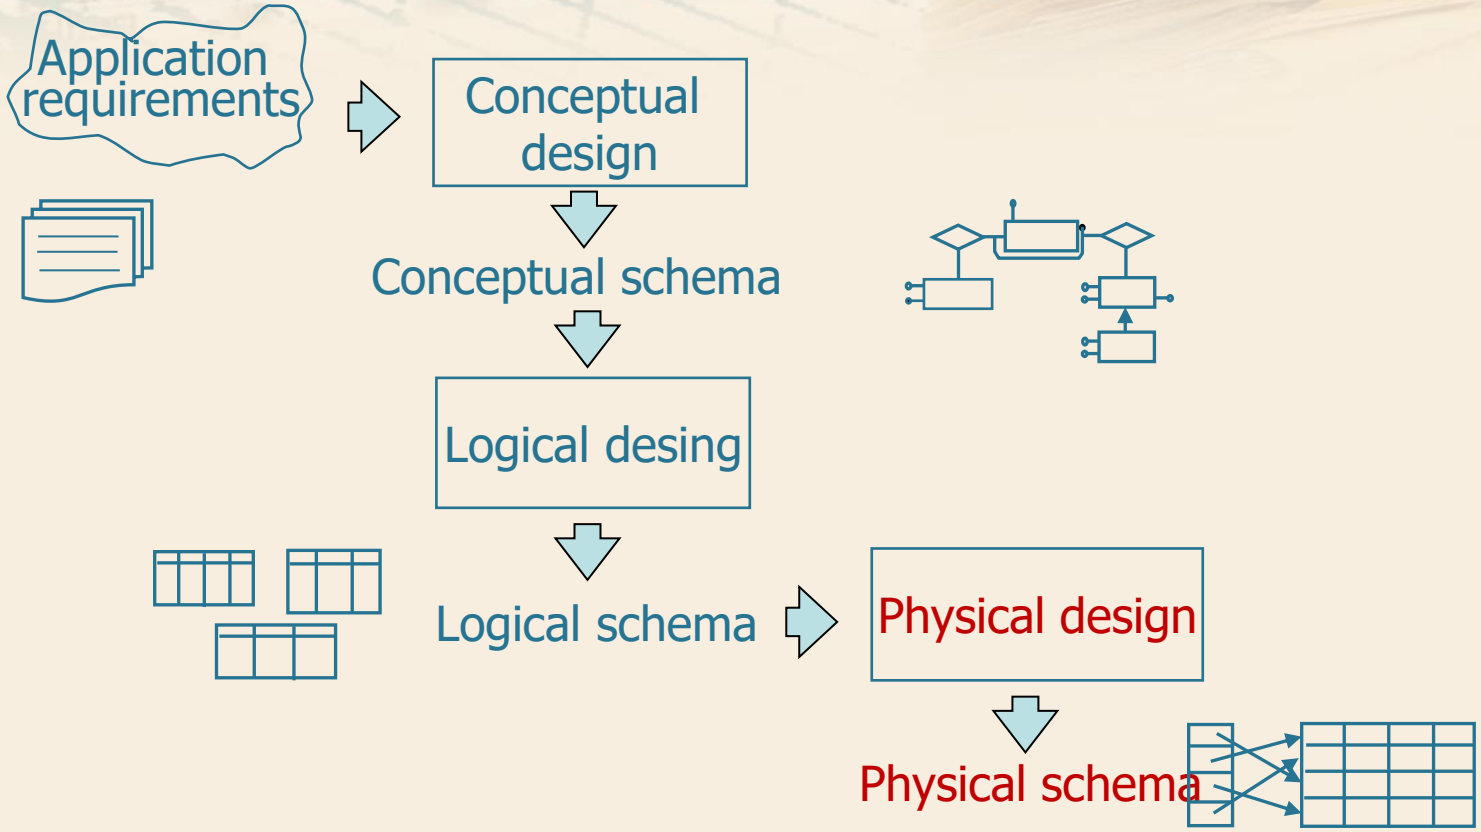 Application
requirements
Conceptual
design
Conceptual schema
Logical desing
Logical schema
Physical design
Physical schema